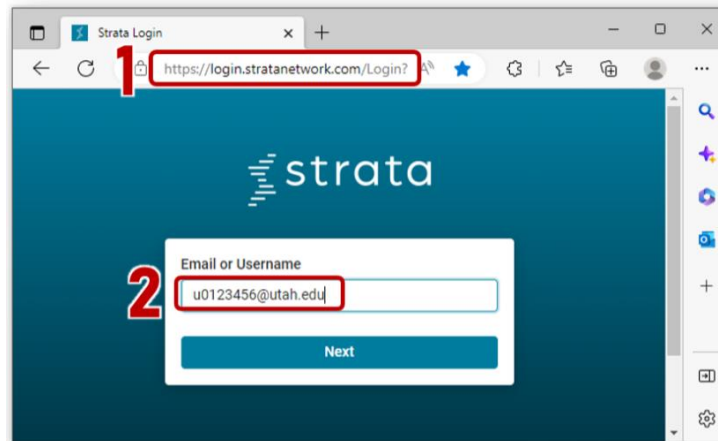 Strata Login
1
https://login.stratanetwork.com/Login?
strata
Email or Username
2
u0123456@utah.edu
Next